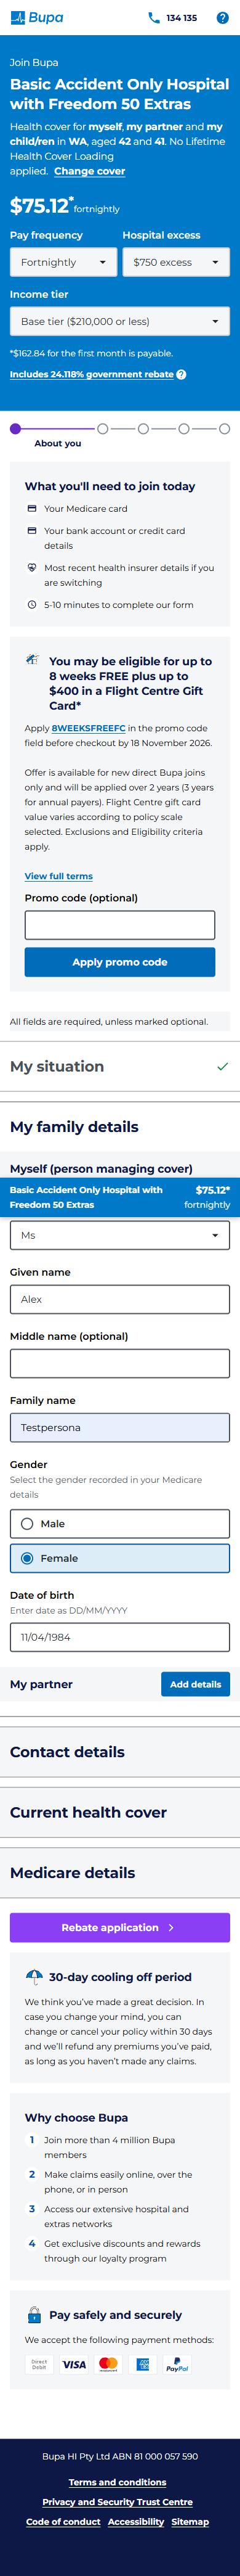 Bupa
134 135
Join Bupa
Basic Accident Only Hospital
with Freedom 50 Extras
Health cover for myself, my partner and my
child/ren in WA, aged 42 and 41. No Lifetime
Health Cover Loading
applied. Change cover
$75.12* fortnightly
Pay frequency
Hospital excess
Fortnightly
$750 excess
Income tier
Base tier ($210,000 or less)
*$162.84 for the first month is payable.
Includes 24.118% government rebate
About you
What you'll need to join today
Your Medicare card
Your bank account or credit card
details
Most recent health insurer details if you
are switching
5-10 minutes to complete our form
You may be eligible for up to
8 weeks FREE plus up to
$400 in a Flight Centre Gift
Card*
Apply 8WEEKSFREEFC in the promo code
field before checkout by 18 November 2026.
Offer is available for new direct Bupa joins
only and will be applied over 2 years (3 years
for annual payers). Flight Centre gift card
value varies according to policy scale
selected. Exclusions and Eligibility criteria
apply.
View full terms
Promo code (optional)
Apply promo code
All fields are required, unless marked optional.
My situation
My family details
Myself (person managing cover)
Basic Accident Only Hospital with
Freedom 50 Extras
$75.12*
fortnightly
Ms
Given name
Alex
Middle name (optional)
Family name
Testpersona
Gender
Select the gender recorded in your Medicare
details
Male
Female
Date of birth
Enter date as DD/MM/YYYY
11/04/1984
My partner
Add details
Contact details
Current health cover
Medicare details
Rebate application
30-day cooling off period
We think you've made a great decision. In
case you change your mind, you can
change or cancel your policy within 30 days
and we'll refund any premiums you've paid,
as long as you haven't made any claims.
Why choose Bupa
1 Join more than 4 million Bupa
members
2 Make claims easily online, over the
phone, or in person
3 Access our extensive hospital and
extras networks
4 Get exclusive discounts and rewards
through our loyalty program
Pay safely and securely
We accept the following payment methods:
Direct
Debit
VISA
PayPal
Bupa HI Pty Ltd ABN 81 000 057 590
Terms and conditions
Privacy and Security Trust Centre
Code of conduct Accessibility Sitemap